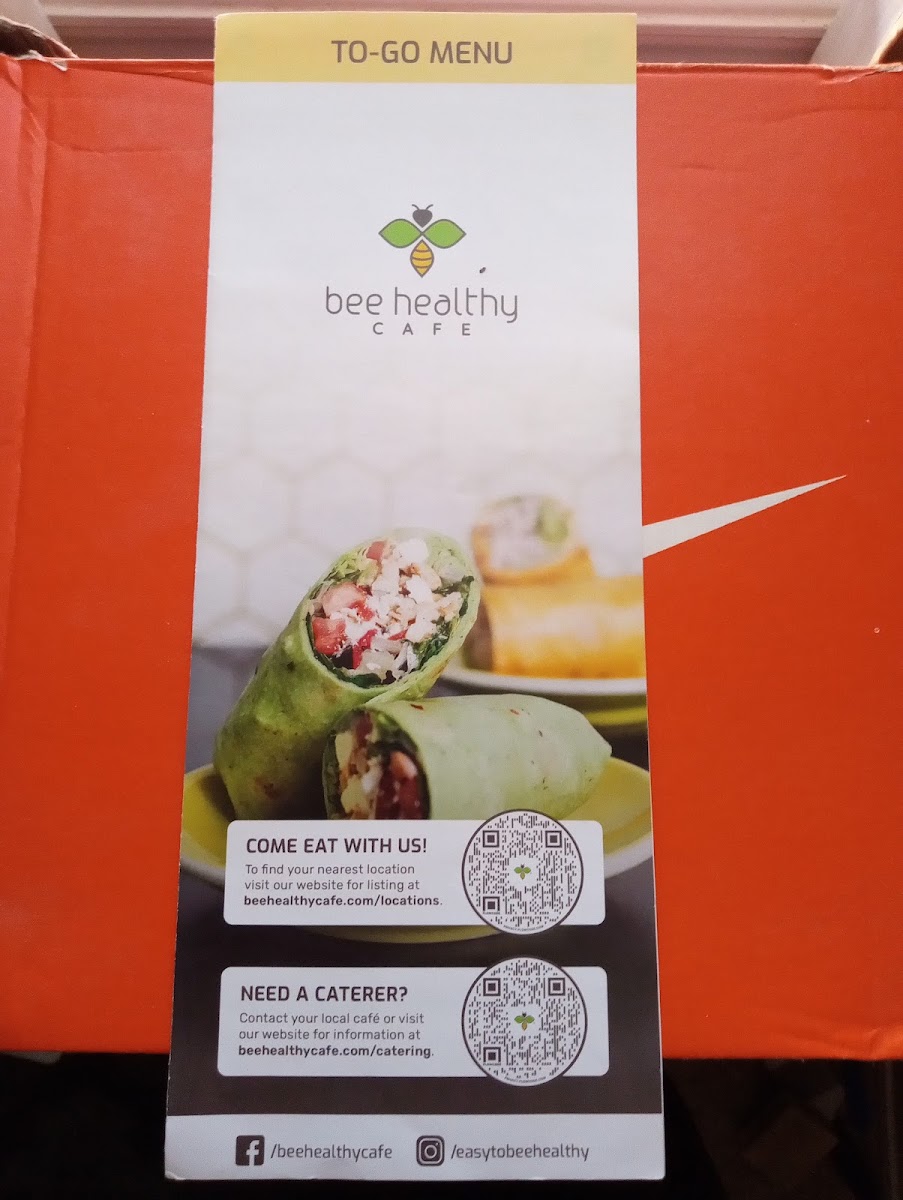 TO-GO MENU
bee healthy
CAFE
COME EAT WITH US!
To find your nearest location
visit our website for listing at
beehealthycafe.com/locations.
NEED A CATERER?
Contact your local café or visit
our website for information at
beehealthycafe.com/catering.
/beehealthycafe
/easytobeehealthy